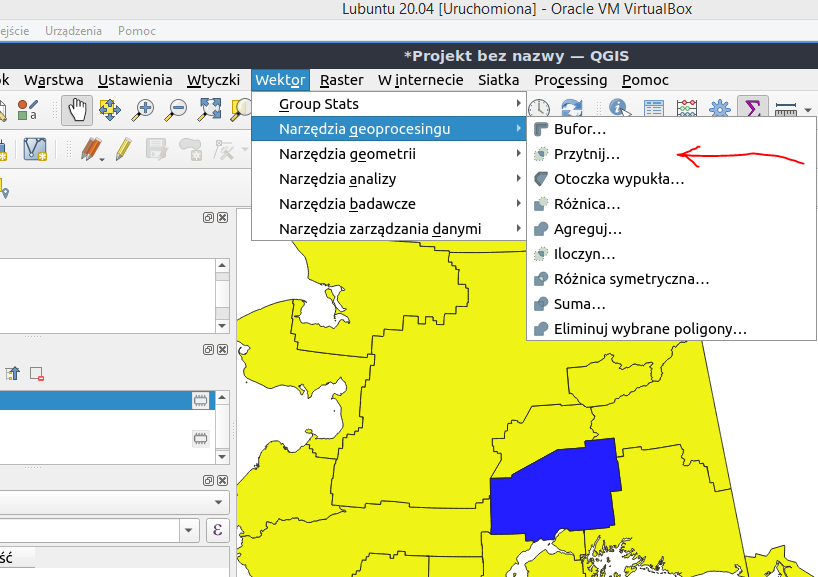 Lubuntu 20.04 [Uruchomiona] - Oracle VM VirtualBox
ejście Urządzenia Pomoc
*Projekt bez nazwy — QGIS
ok Warstwa Ustawienia Wtyczki Wektor Raster W internecie Siatka Processing Pomoc
Group Stats
Narzędzia geoprocesingu
Narzędzia geometrii
Narzędzia analizy
Narzędzia badawcze
Narzędzia zarządzania danymi
Bufor...
Przytnij...
Otoczka wypukła...
Różnica...
Agreguj...
Iloczyn...
Różnica symetryczna...
Suma...
Eliminuj wybrane poligony...
ε
ść